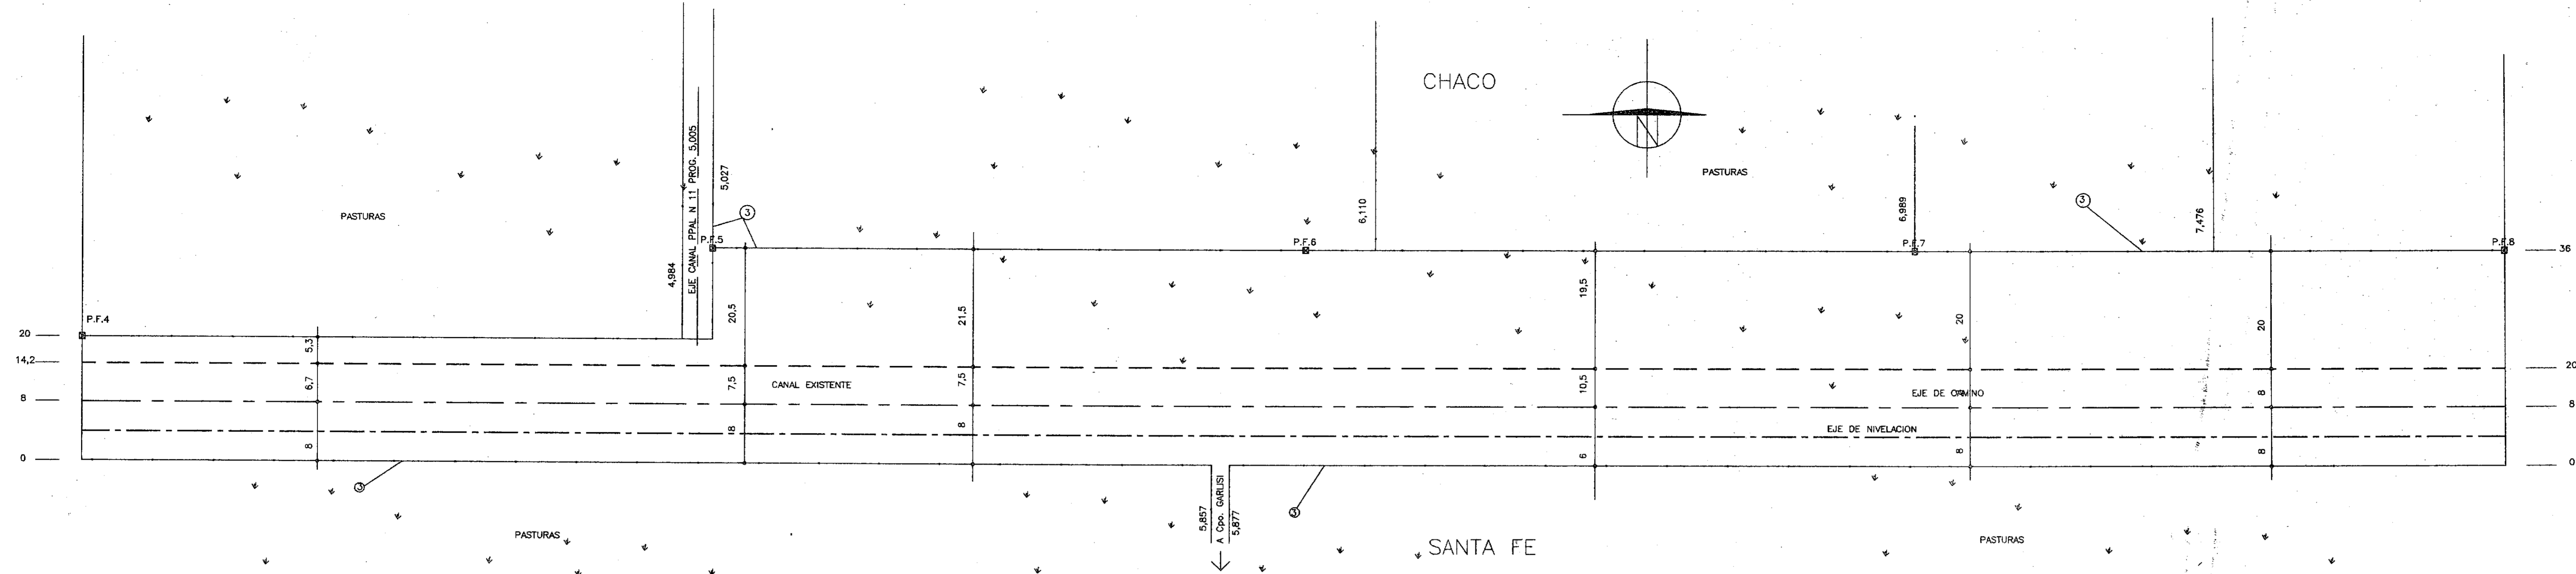 CHACO
N
PASTURAS
PASTURAS
EJE CANAL PPAL N 11 PROG. 5,005
5,027
4,984
3
P.F.5
P.F.6
6,110
6,989
P.F.7
3
7,476
P.F.8
36
P.F.4
20
14,2
8
0
5,3
6,7
8
20,5
7,5
8
21,5
7,5
8
19,5
10,5
6
20
8
20
8
8
20
8
0
CANAL EXISTENTE
EJE DE CAMINO
EJE DE NIVELACION
3
3
5,857
A Cpo. GARLISI
5,877
PASTURAS
SANTA FE
PASTURAS